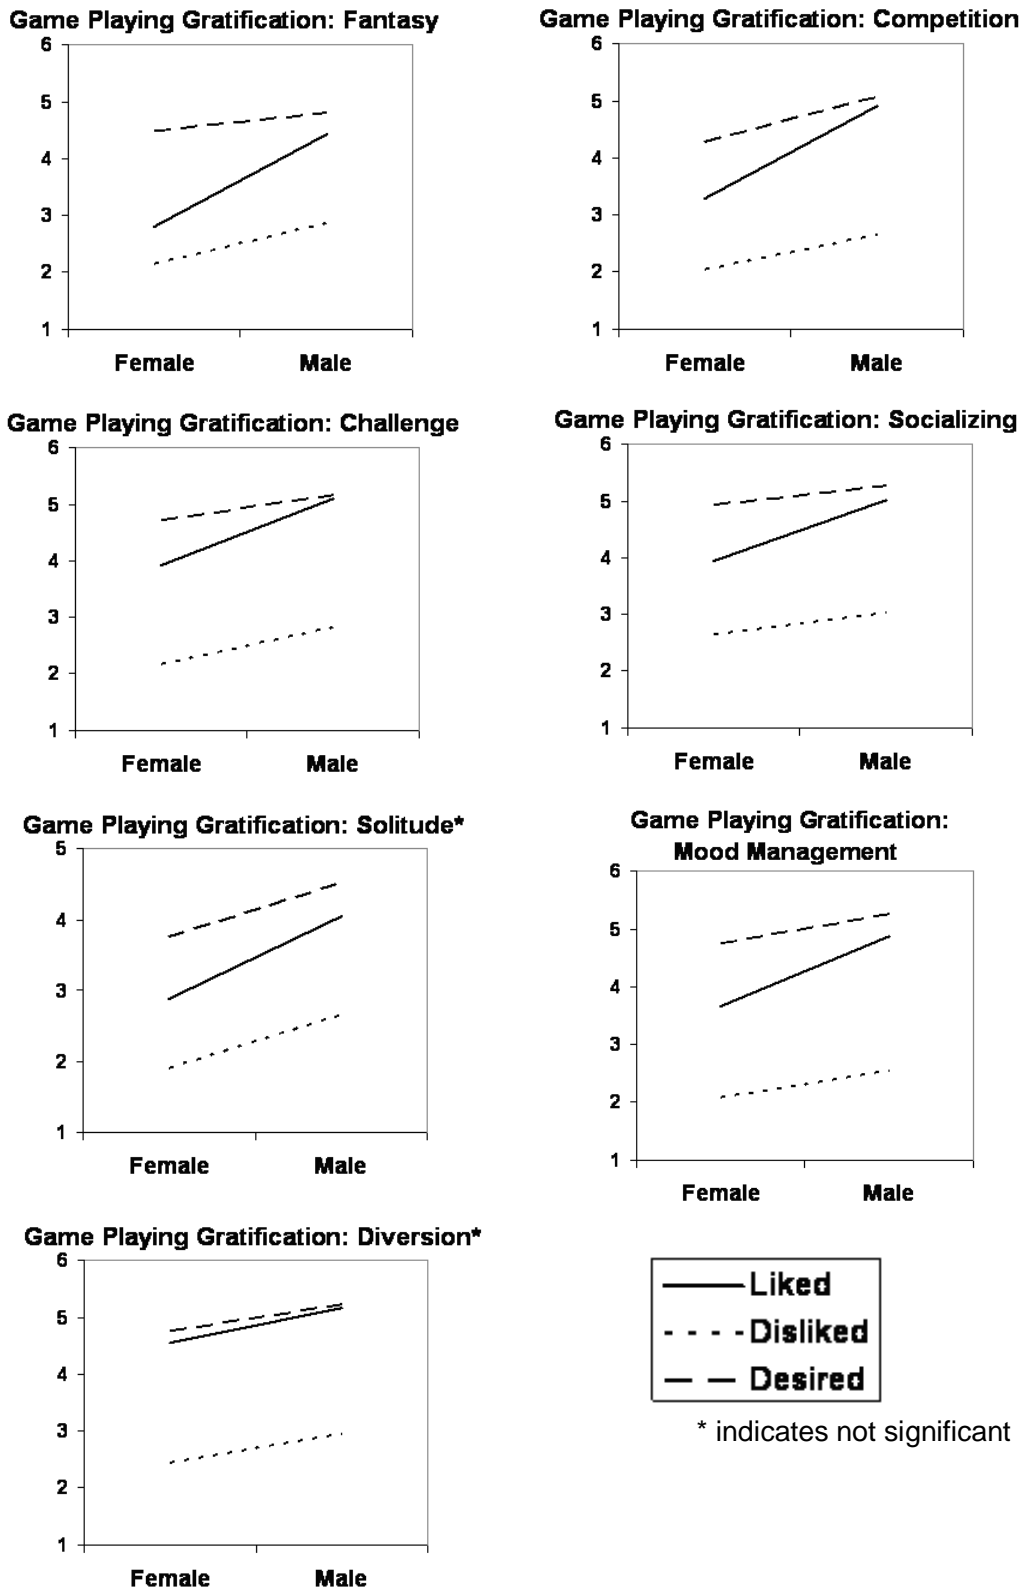 Game Playing Gratification: Fantasy
6
5
4
3
2
1
Female Male
Game Playing Gratification: Competition
6
5
4
3
2
1
Female Male
Game Playing Gratification: Challenge
6
5
4
3
2
1
Female Male
Game Playing Gratification: Socializing
6
5
4
3
2
1
Female Male
Game Playing Gratification: Solitude*
5
4
3
2
1
Female Male
Game Playing Gratification:
Mood Management
6
5
4
3
2
1
Female Male
Game Playing Gratification: Diversion*
6
5
4
3
2
1
Female Male
Liked
Disliked
Desired
* indicates not significant